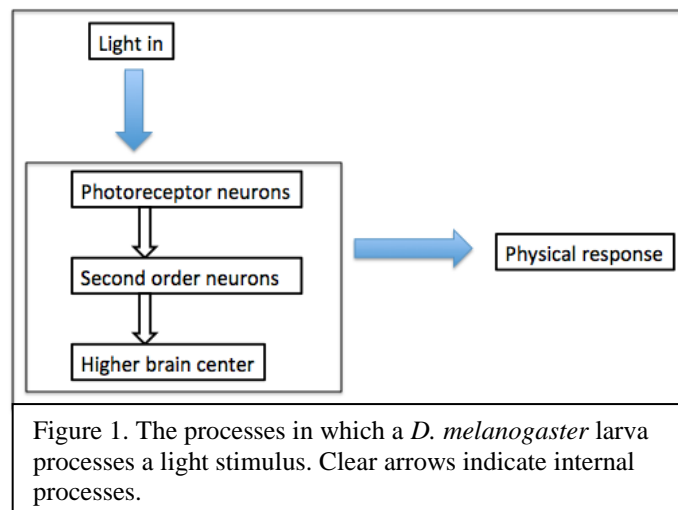 Light in
Photoreceptor neurons
Second order neurons
Higher brain center
Physical response
Figure 1. The processes in which a D. melanogaster larva
processes a light stimulus. Clear arrows indicate internal
processes.